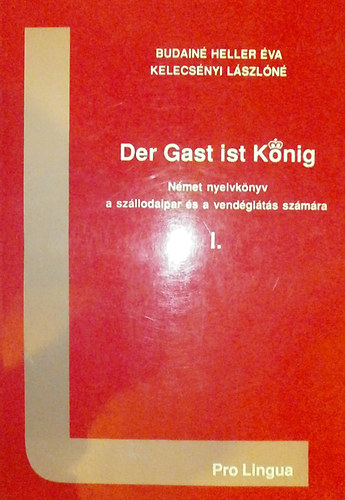 BUDAINÉ HELLER ÉVA
KELECSÉNYI LÁSZLÓNÉ
Der Gast ist König
Német nyelvkönyv
a szállodaipar és a vendéglátás számára
I.
Pro Lingua